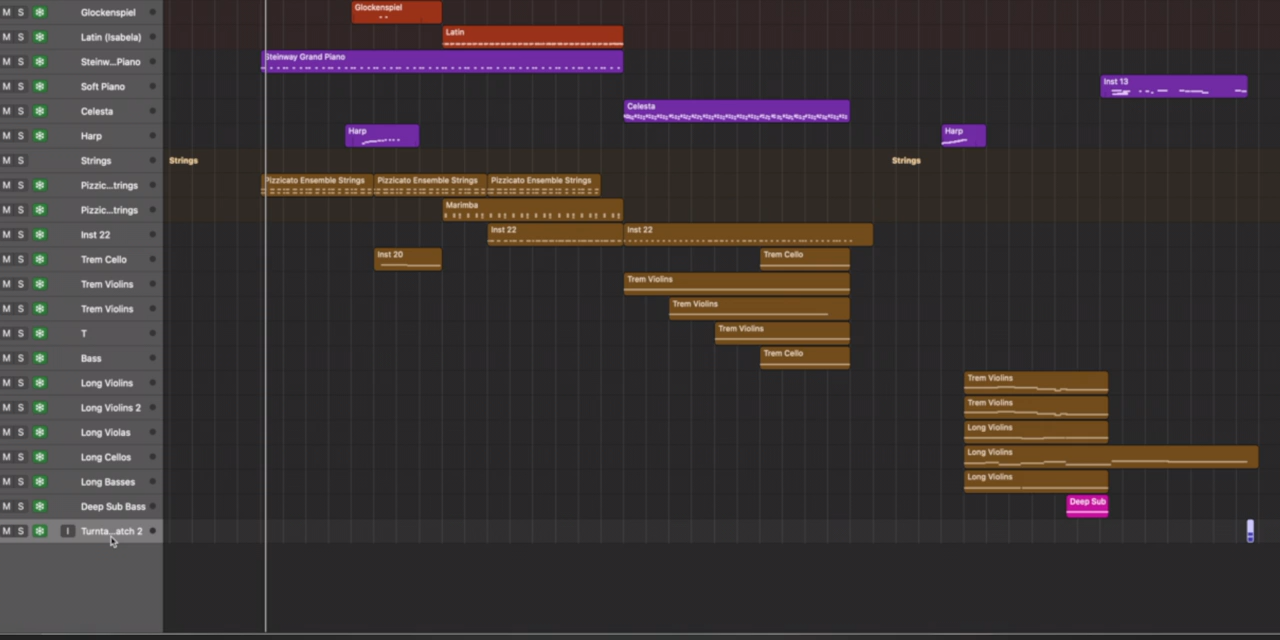 M S Glockenspiel Glockenspiel
M S Latin (Isabela) Latin
M S Steinw...Piano Steinway Grand Piano
M S Soft Piano Inst 13
M S Celesta Celesta
M S Harp Harp Harp
M S Strings Strings Strings
M S Pizzic...trings Pizzicato Ensemble Strings Pizzicato Ensemble Strings Pizzicato Ensemble Strings
M S Pizzic...trings Marimba
M S Inst 22 Inst 22 Inst 22
M S Trem Cello Inst 20 Trem Cello
M S Trem Violins Trem Violins
M S Trem Violins Trem Violins
M S T Trem Violins
M S Bass Trem Cello
M S Long Violins Trem Violins
M S Long Violins 2 Trem Violins
M S Long Violas Long Violins
M S Long Cellos Long Violins
M S Long Basses Long Violins
M S Deep Sub Bass Deep Sub
M S I Turnta...atch 2